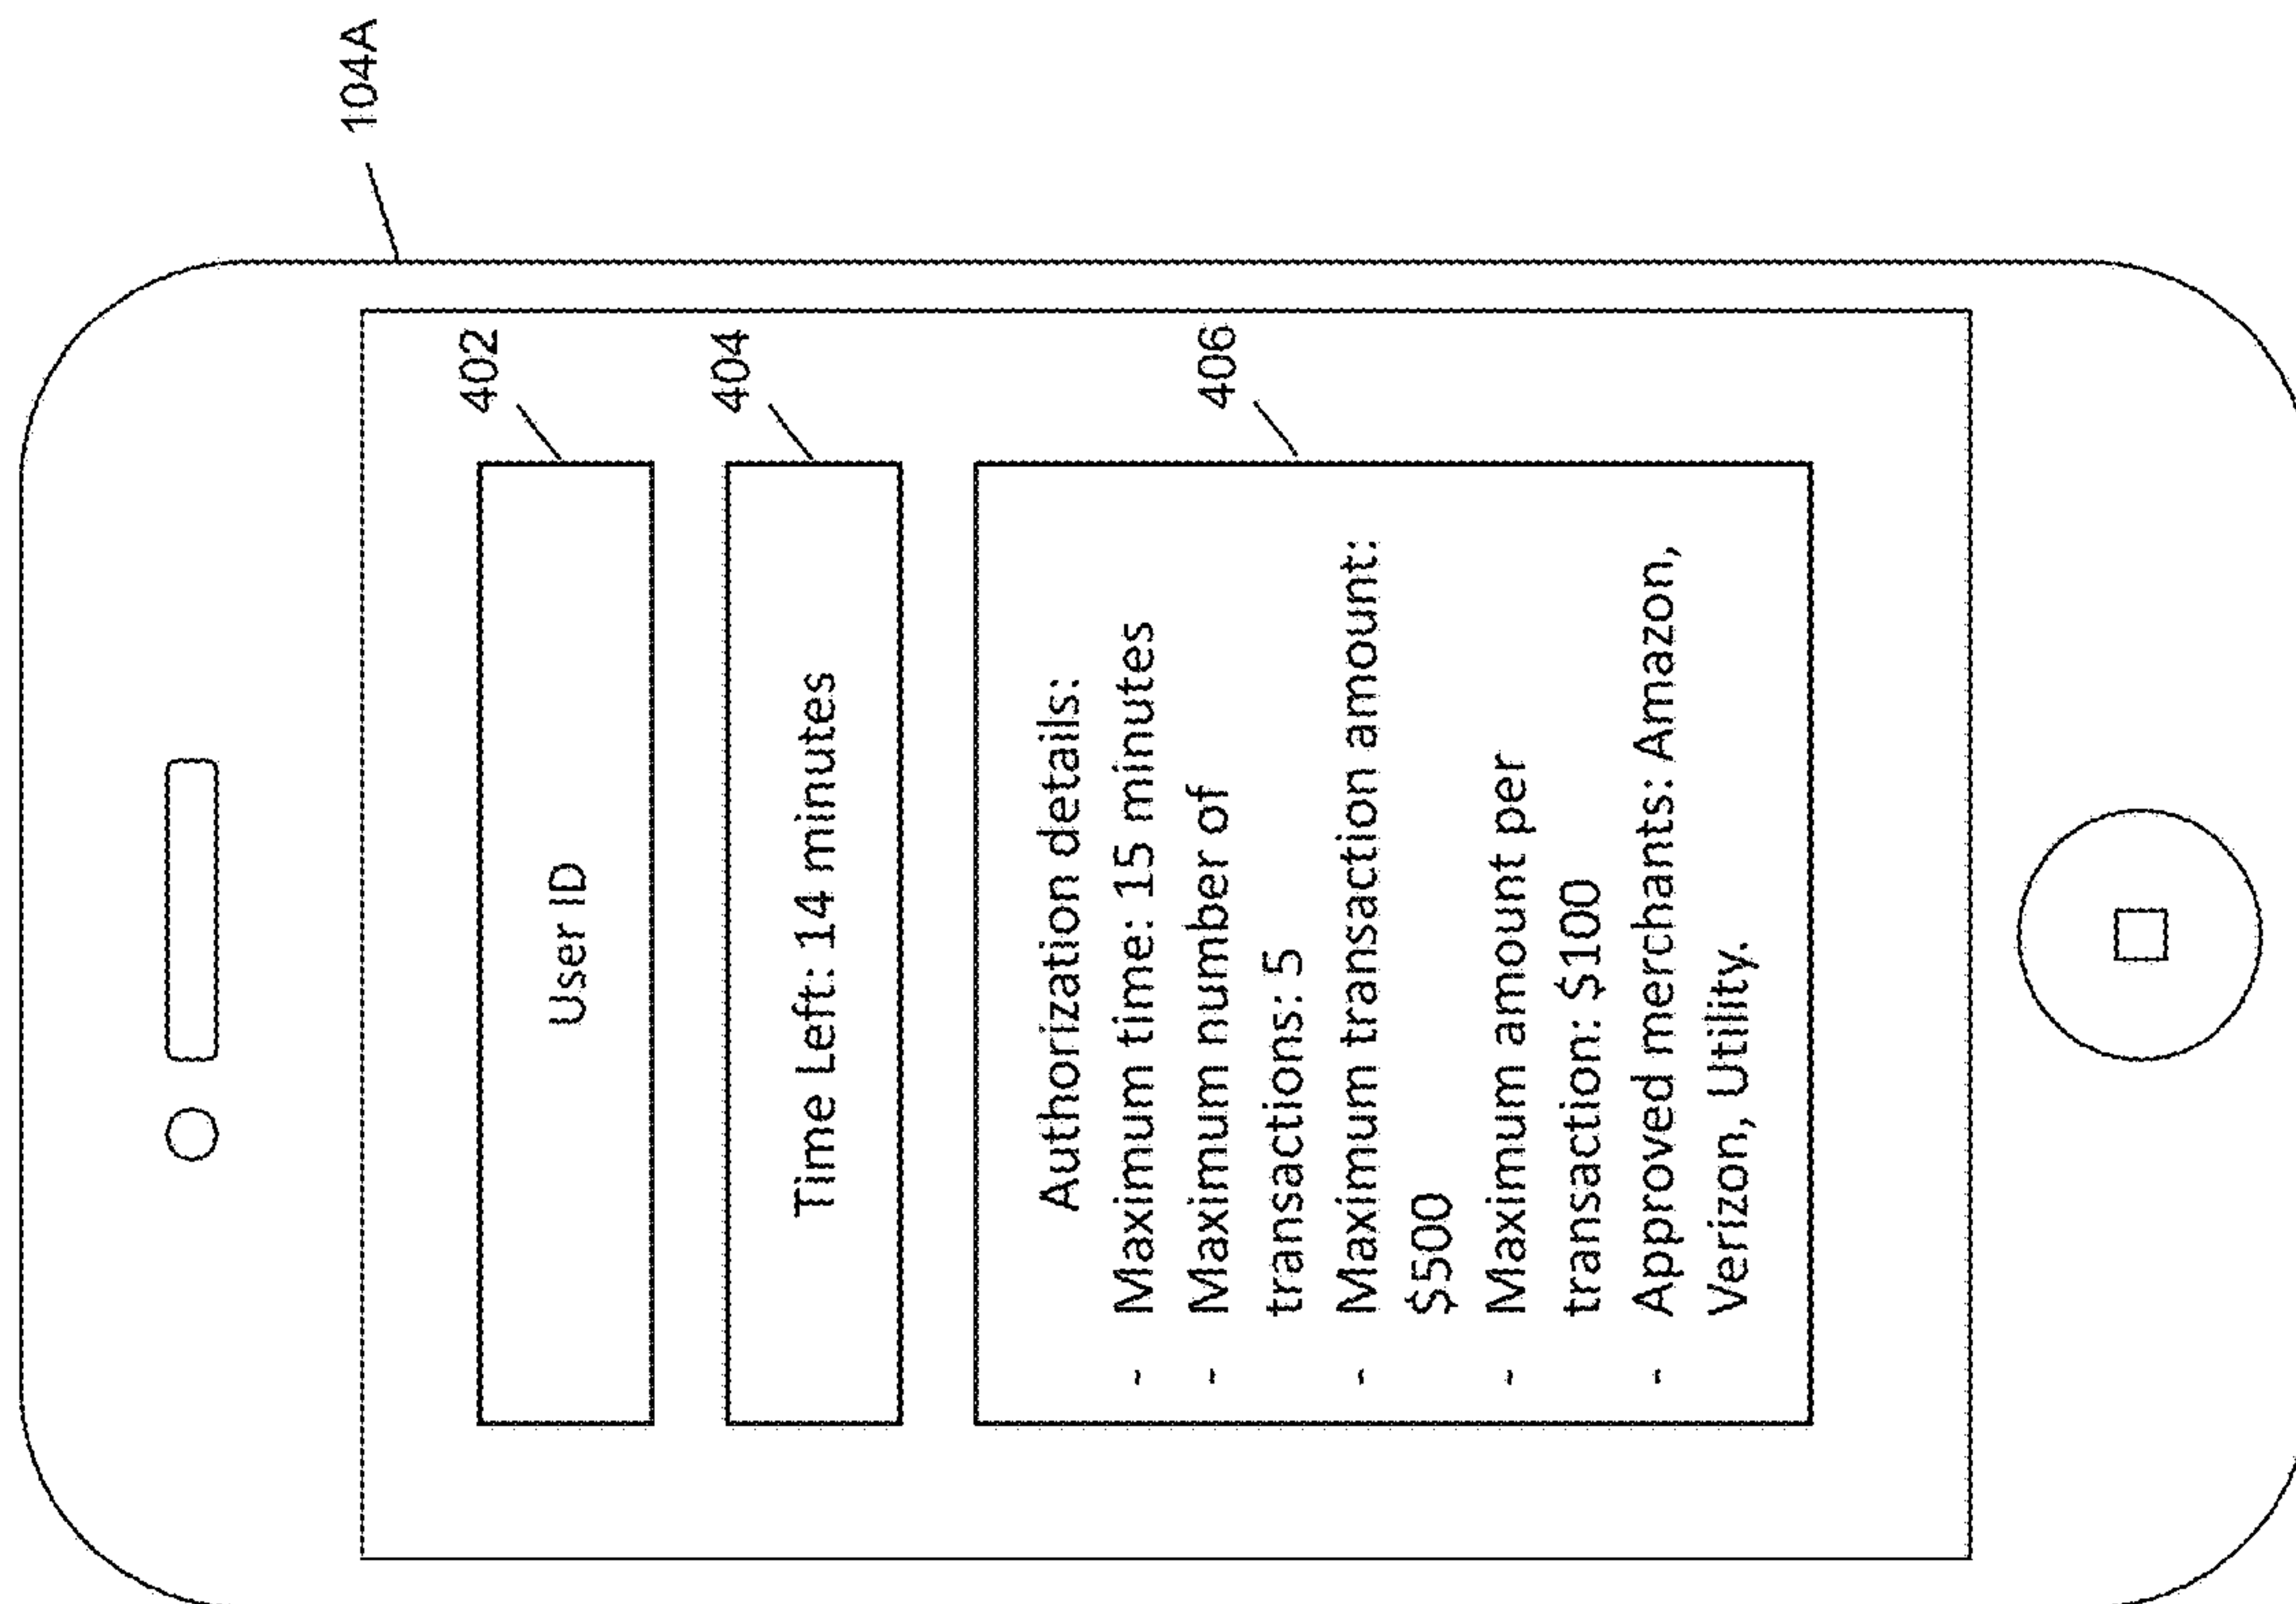 104A
402
User ID
404
Time Left: 14 minutes
406
Authorization details:
- Maximum time: 15 minutes
- Maximum number of
transactions: 5
- Maximum transaction amount:
$500
- Maximum amount per
transaction: $100
- Approved merchants: Amazon,
Verizon, Utility.